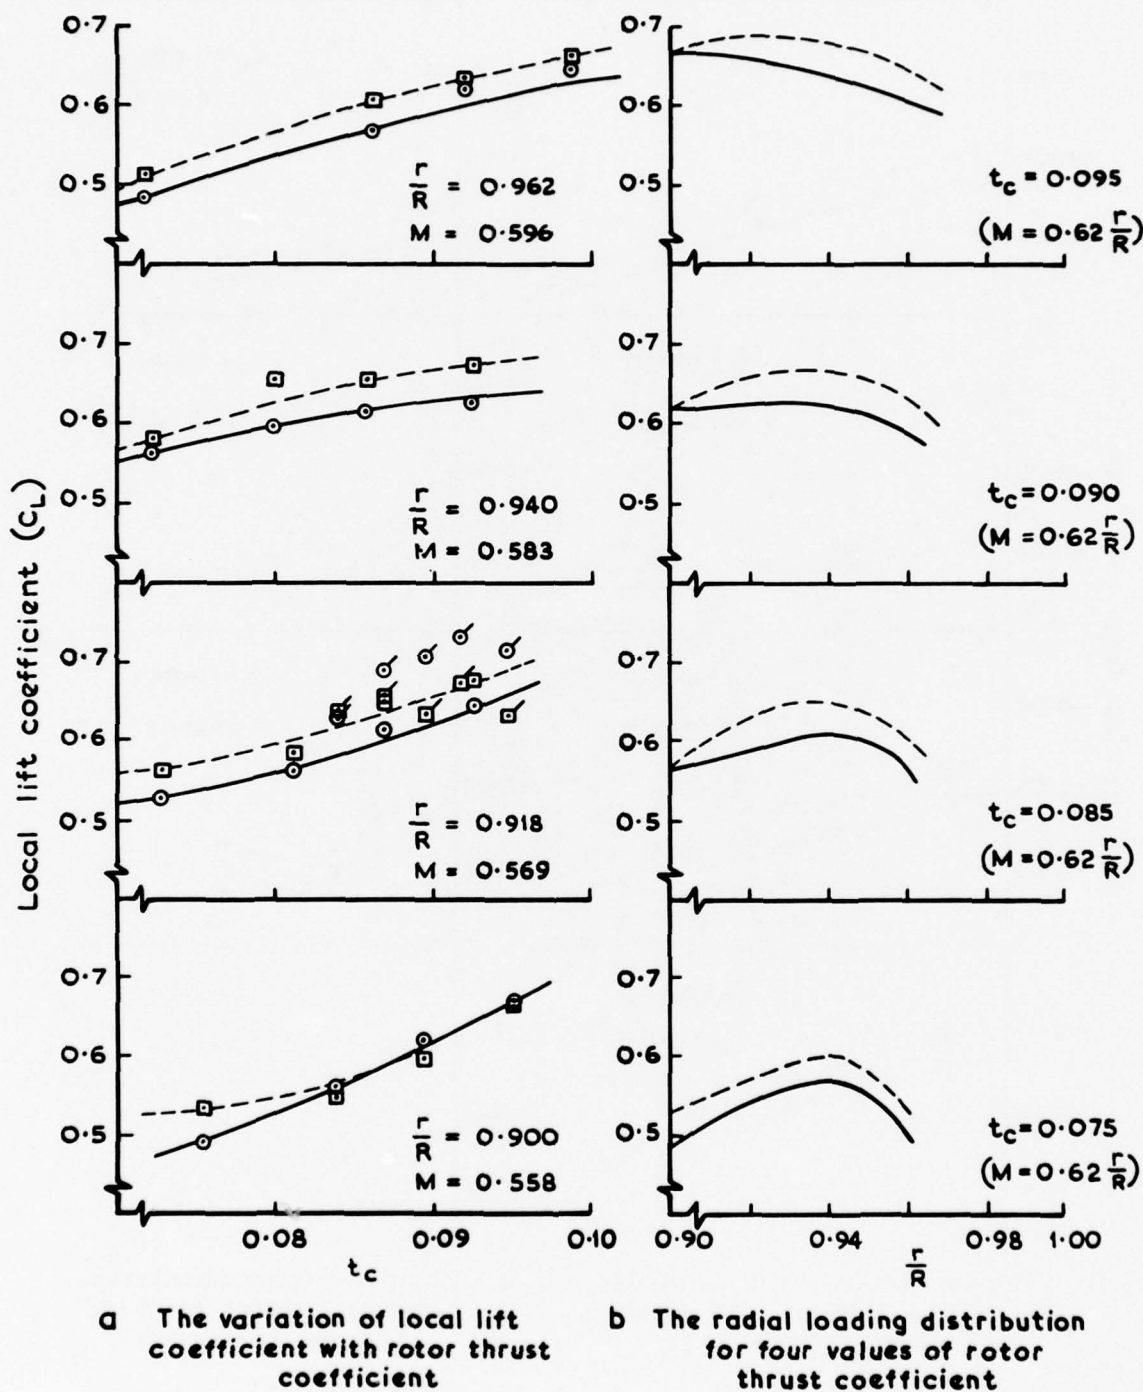 Local lift coefficient (C_L)
0·7
0·6
0·5
r/R = 0·962
M = 0·596
0·7
0·6
0·5
t_c = 0·095
(M = 0·62 r/R)
0·7
0·6
0·5
r/R = 0·940
M = 0·583
0·7
0·6
0·5
t_c = 0·090
(M = 0·62 r/R)
0·7
0·6
0·5
r/R = 0·918
M = 0·569
0·7
0·6
0·5
t_c = 0·085
(M = 0·62 r/R)
0·7
0·6
0·5
r/R = 0·900
M = 0·558
0·08 0·09 0·10
t_c
0·7
0·6
0·5
t_c = 0·075
(M = 0·62 r/R)
0·90 0·94 0·98 1·00
r/R
a The variation of local lift
coefficient with rotor thrust
coefficient
b The radial loading distribution
for four values of rotor
thrust coefficient